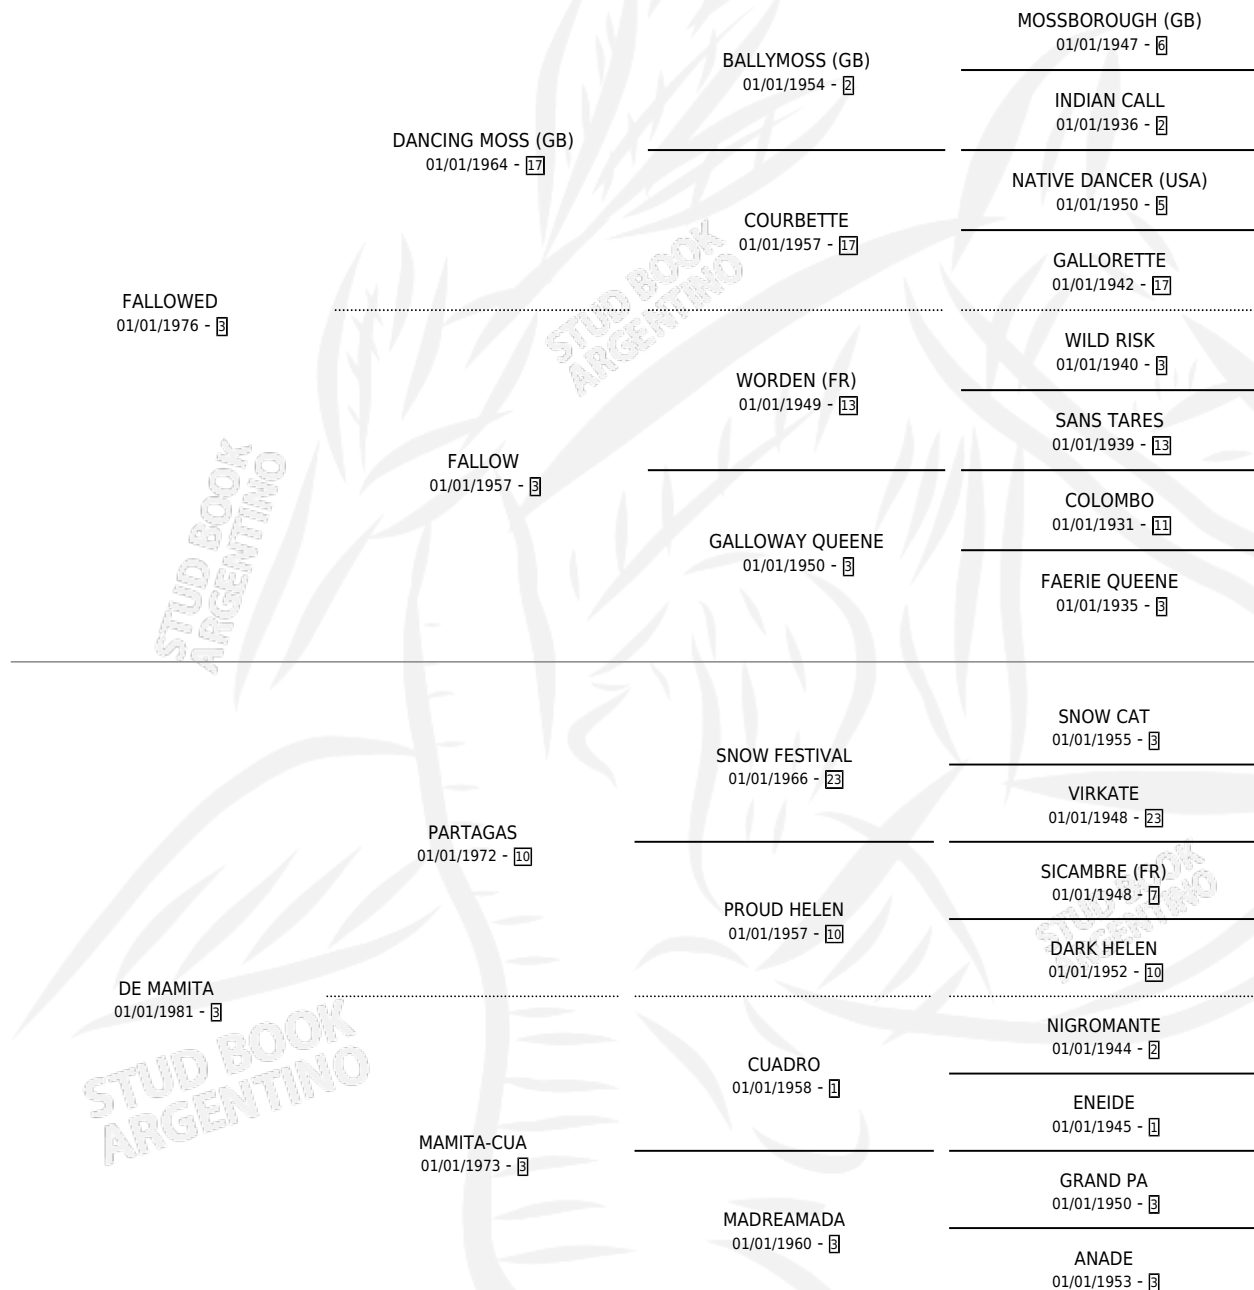 MOSSBOROUGH (GB)
01/01/1947 - 6
BALLYMOSS (GB)
01/01/1954 - 2
INDIAN CALL
01/01/1936 - 2
DANCING MOSS (GB)
01/01/1964 - 17
NATIVE DANCER (USA)
01/01/1950 - 5
COURBETTE
01/01/1957 - 17
GALLORETTE
01/01/1942 - 17
FALLOWED
01/01/1976 - 3
WILD RISK
01/01/1940 - 3
WORDEN (FR)
01/01/1949 - 13
SANS TARES
01/01/1939 - 13
FALLOW
01/01/1957 - 3
COLOMBO
01/01/1931 - 11
GALLOWAY QUEENE
01/01/1950 - 3
FAERIE QUEENE
01/01/1935 - 3
SNOW CAT
01/01/1955 - 3
SNOW FESTIVAL
01/01/1966 - 23
VIRKATE
01/01/1948 - 23
PARTAGAS
01/01/1972 - 10
SICAMBRE (FR)
01/01/1948 - 7
PROUD HELEN
01/01/1957 - 10
DARK HELEN
01/01/1952 - 10
DE MAMITA
01/01/1981 - 3
NIGROMANTE
01/01/1944 - 2
CUADRO
01/01/1958 - 1
ENEIDE
01/01/1945 - 1
MAMITA-CUA
01/01/1973 - 3
GRAND PA
01/01/1950 - 3
MADREAMADA
01/01/1960 - 3
ANADE
01/01/1953 - 3
STUD BOOK
ARGENTINO
STUD BOOK
ARGENTINO
STUD BOOK
ARGENTINO
STUD BOOK
ARGENTINO